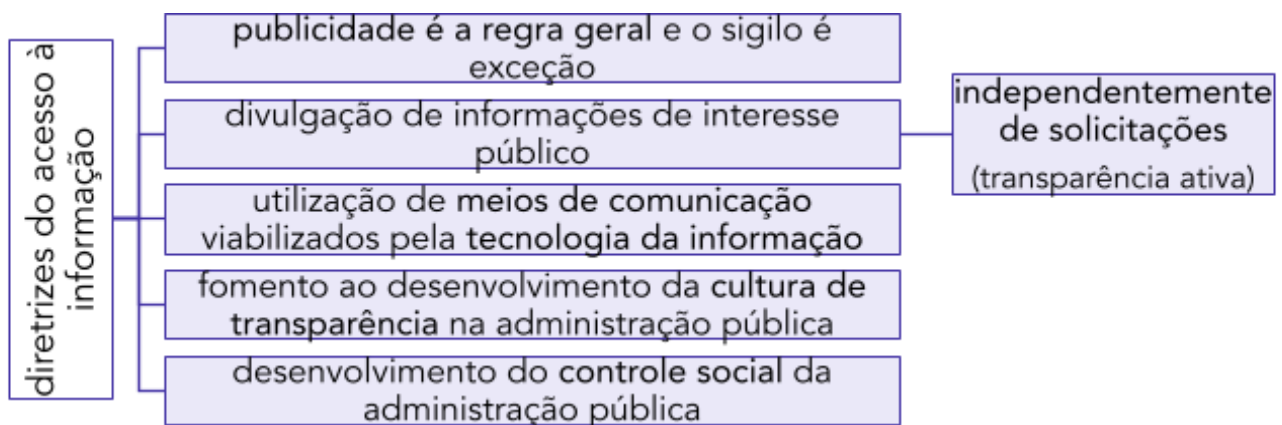 diretrizes do acesso à
informação
publicidade é a regra geral e o sigilo é
exceção
divulgação de informações de interesse
público
independentemente
de solicitações
(transparência ativa)
utilização de meios de comunicação
viabilizados pela tecnologia da informação
fomento ao desenvolvimento da cultura de
transparência na administração pública
desenvolvimento do controle social da
administração pública